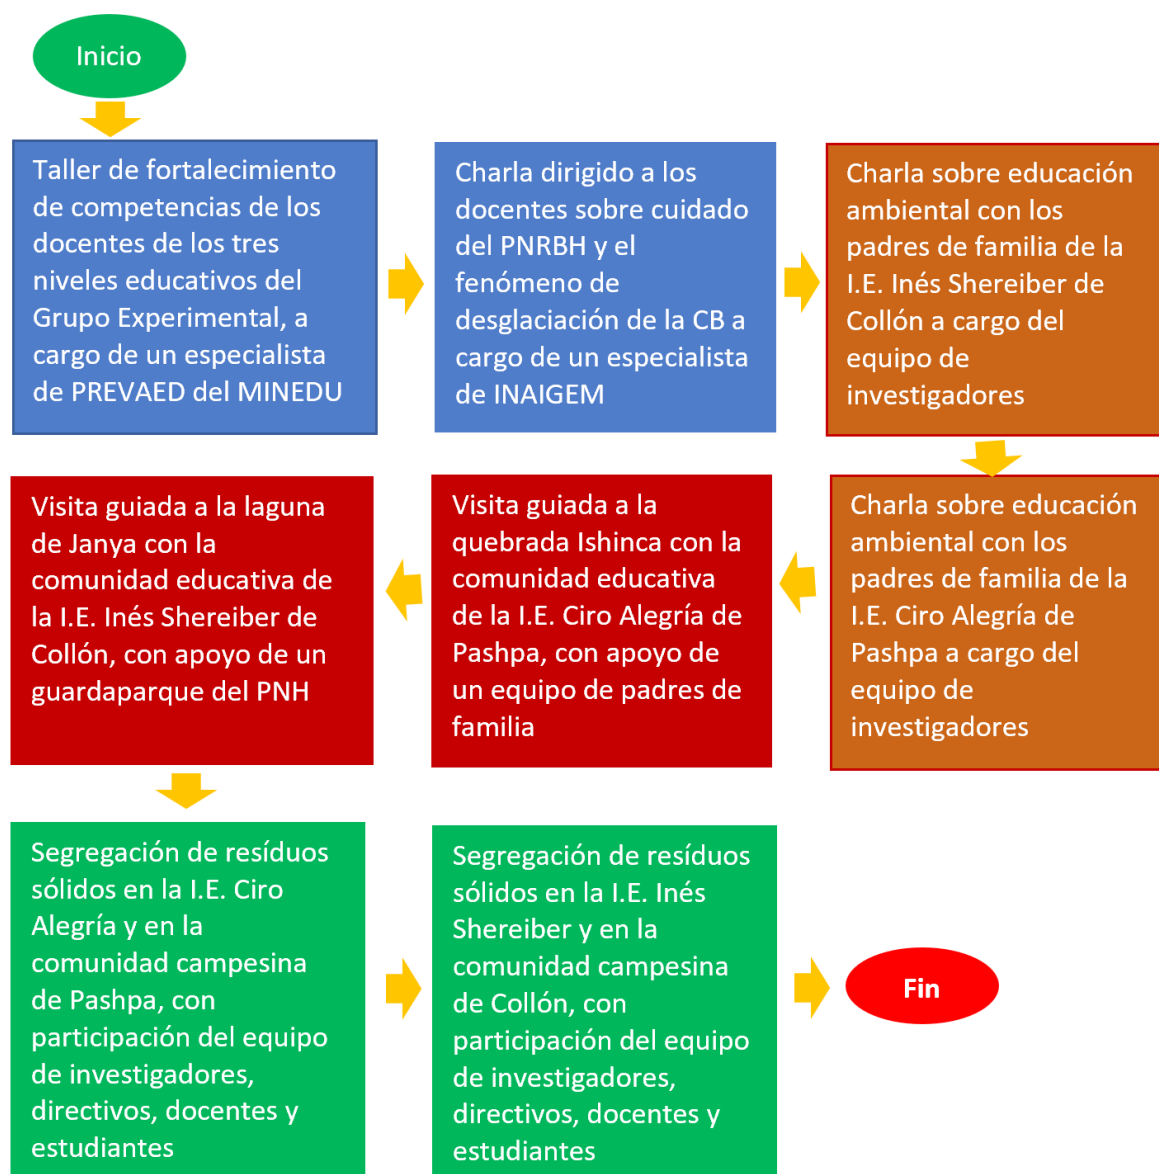 Inicio
Taller de fortalecimiento
de competencias de los
docentes de los tres
niveles educativos del
Grupo Experimental, a
cargo de un especialista
de PREVAED del MINEDU
Charla dirigido a los
docentes sobre cuidado
del PNRBH y el
fenómeno de
desglaciación de la CB a
cargo de un especialista
de INAIGEM
Charla sobre educación
ambiental con los
padres de familia de la
I.E. Inés Shereiber de
Collón a cargo del
equipo de
investigadores
Charla sobre educación
ambiental con los
padres de familia de la
I.E. Ciro Alegría de
Pashpa a cargo del
equipo de
investigadores
Visita guiada a la
quebrada Ishinca con la
comunidad educativa
de la I.E. Ciro Alegría de
Pashpa, con apoyo de
un equipo de padres de
familia
Visita guiada a la laguna
de Janya con la
comunidad educativa de
la I.E. Inés Shereiber de
Collón, con apoyo de un
guardaparque del PNH
Segregación de resíduos
sólidos en la I.E. Ciro
Alegría y en la
comunidad campesina
de Pashpa, con
participación del equipo
de investigadores,
directivos, docentes y
estudiantes
Segregación de resíduos
sólidos en la I.E. Inés
Shereiber y en la
comunidad campesina
de Collón, con
participación del equipo
de investigadores,
directivos, docentes y
estudiantes
Fin